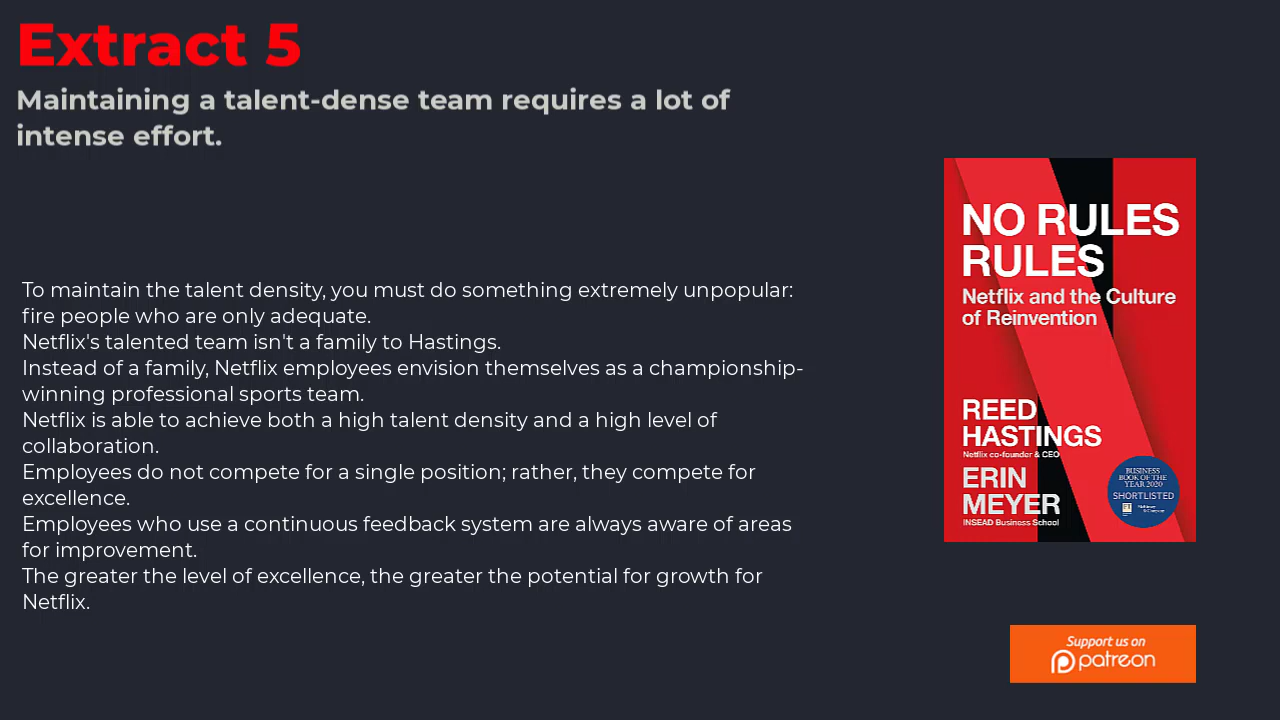 Extract 5
Maintaining a talent-dense team requires a lot of
intense effort.
To maintain the talent density, you must do something extremely unpopular:
fire people who are only adequate.
Netflix's talented team isn't a family to Hastings.
Instead of a family, Netflix employees envision themselves as a championship-
winning professional sports team.
Netflix is able to achieve both a high talent density and a high level of
collaboration.
Employees do not compete for a single position; rather, they compete for
excellence.
Employees who use a continuous feedback system are always aware of areas
for improvement.
The greater the level of excellence, the greater the potential for growth for
Netflix.
NO RULES
RULES
Netflix and the Culture
of Reinvention
REED
HASTINGS
Netflix co-founder & CEO
ERIN
MEYER
INSEAD Business School
BUSINESS
BOOK OF THE
YEAR 2020
SHORTLISTED
FT
Support us on
patreon